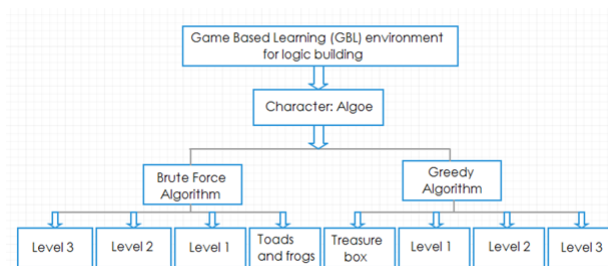 Game Based Learning (GBL) environment
for logic building
Character: Algoe
Brute Force
Algorithm
Greedy
Algorithm
Level 3
Level 2
Level 1
Toads
and frogs
Treasure
box
Level 1
Level 2
Level 3